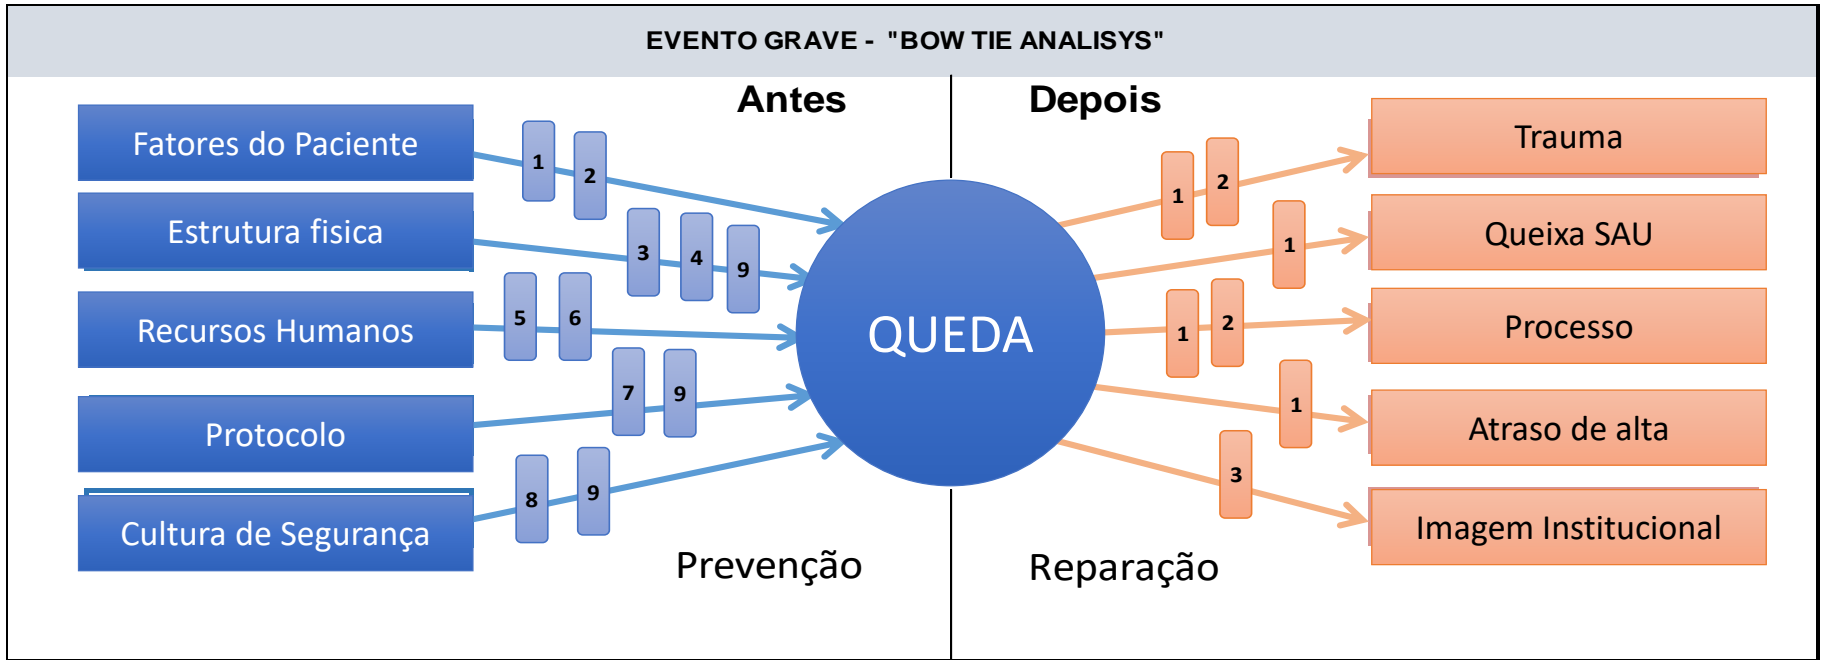 EVENTO GRAVE - "BOW TIE ANALISYS"
Antes
Depois
Fatores do Paciente
1
2
Estrutura fisica
3
4
9
Recursos Humanos
5
6
Protocolo
7
9
Cultura de Segurança
8
9
Prevenção
QUEDA
1
2
Trauma
1
Queixa SAU
1
2
Processo
1
Atraso de alta
3
Imagem Institucional
Reparação